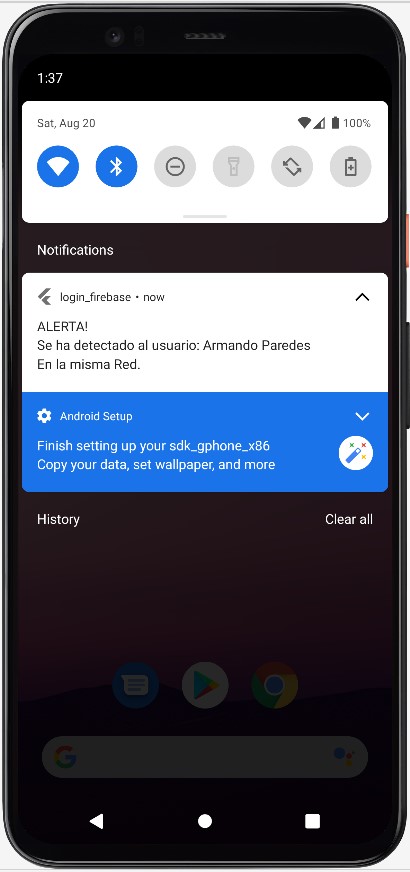 1:37
Sat, Aug 20
100%
Notifications
login_firebase • now
ALERTA!
Se ha detectado al usuario: Armando Paredes
En la misma Red.
Android Setup
Finish setting up your sdk_gphone_x86
Copy your data, set wallpaper, and more
History
Clear all